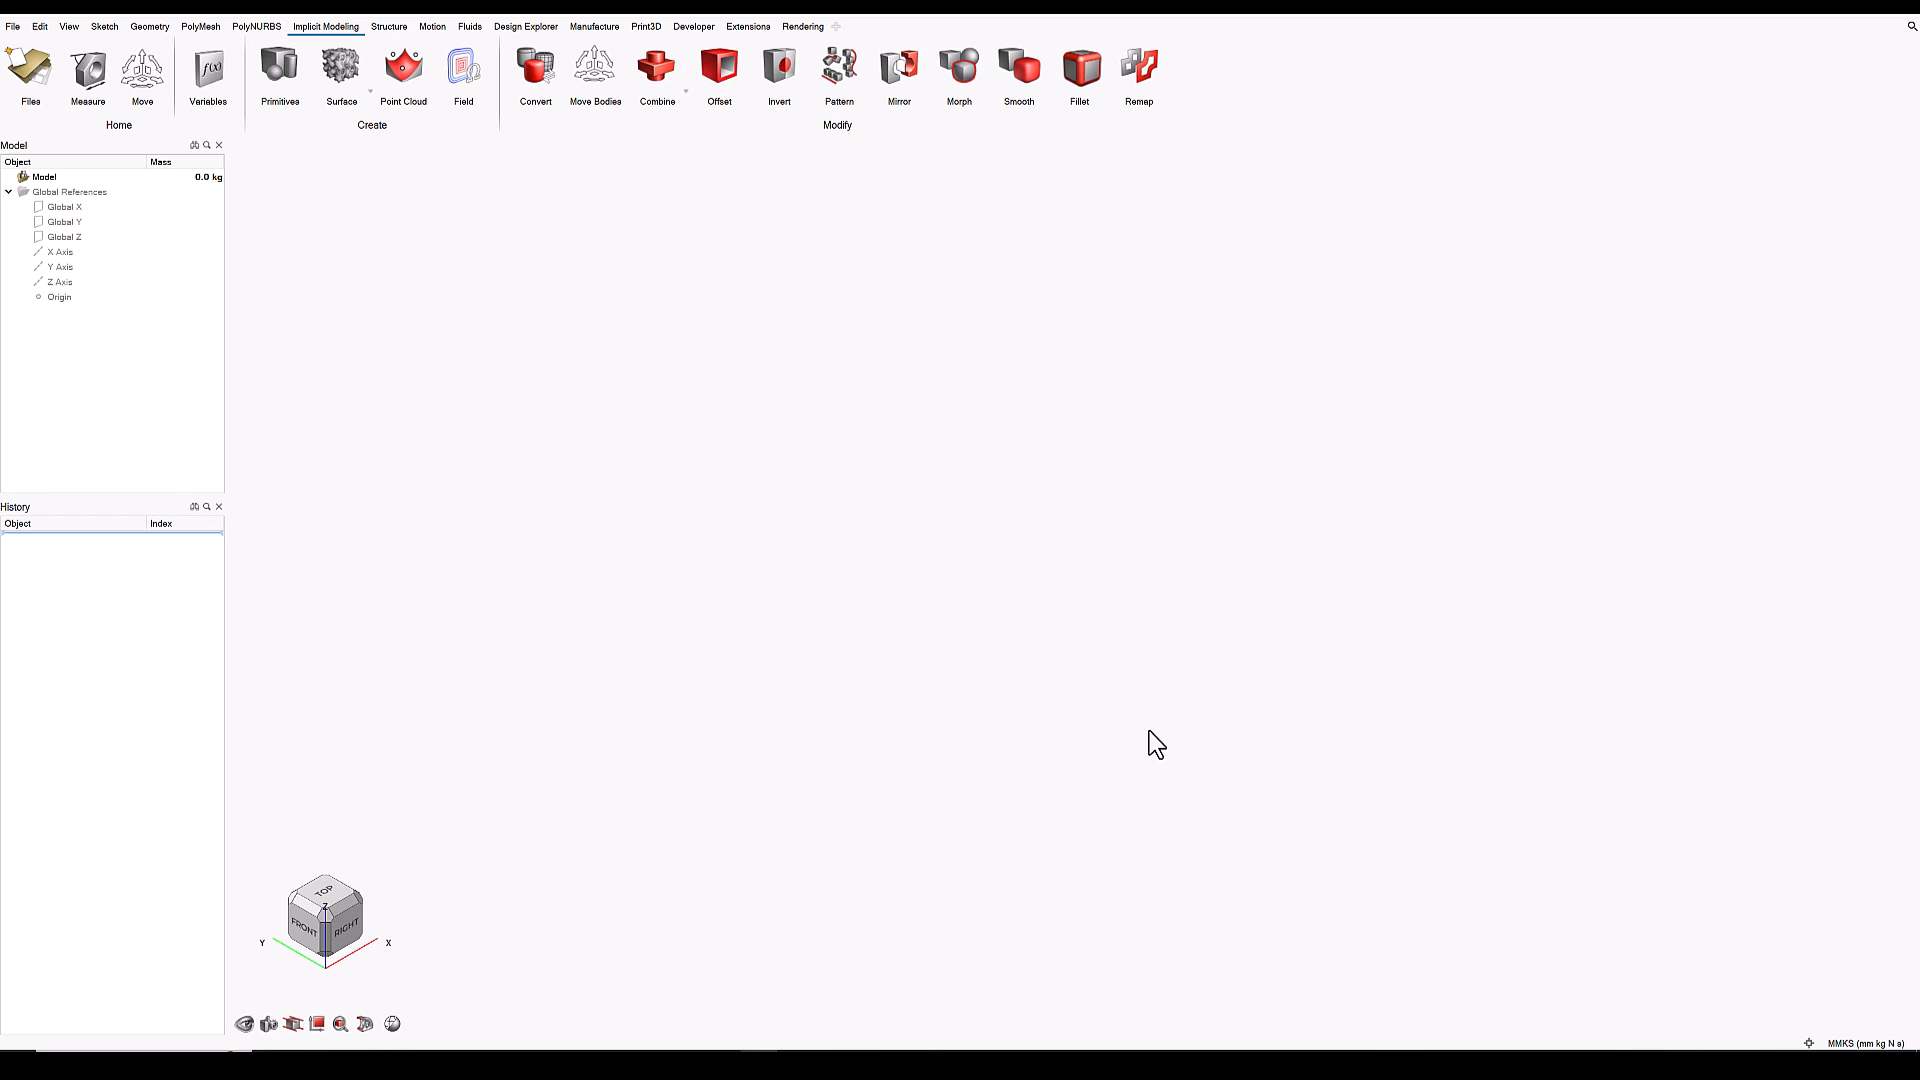 File Edit View Sketch Geometry PolyMesh PolyNURBS Implicit Modeling Structure Motion Fluids Design Explorer Manufacture Print3D Developer Extensions Rendering
f(x)
Files Measure Move Variables Primitives Surface Point Cloud Field Convert Move Bodies Combine Offset Invert Pattern Mirror Morph Smooth Fillet Remap
Home Create Modify
Model
Object Mass
Model 0.0 kg
Global References
Global X
Global Y
Global Z
X Axis
Y Axis
Z Axis
Origin
History
Object Index
TOP
Z
FRONT RIGHT
Y X
MMKS (mm kg N s)